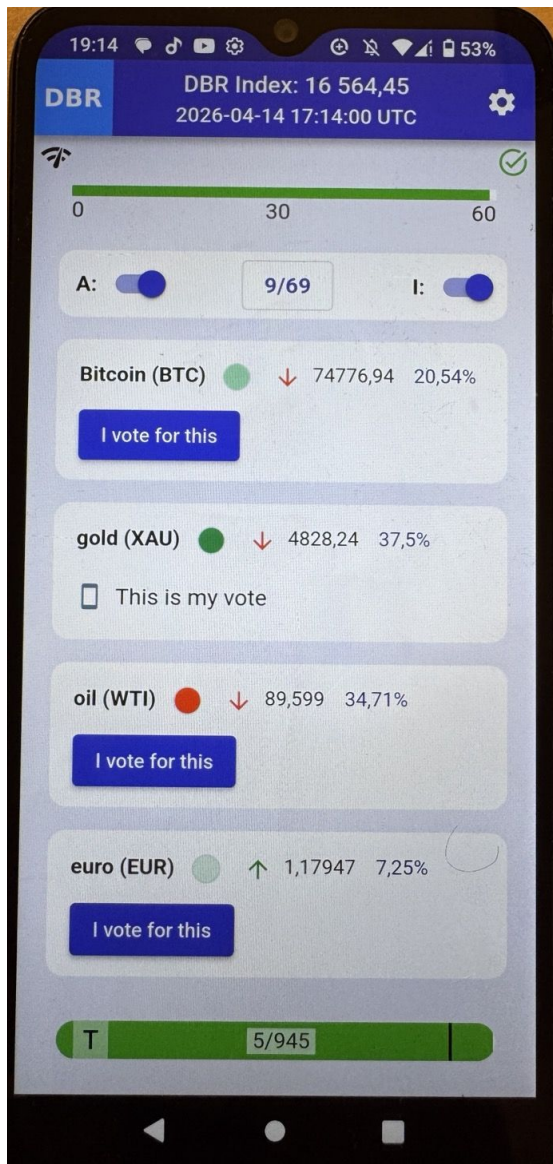 19:14 53%
DBR DBR Index: 16 564,45
2026-04-14 17:14:00 UTC
0 30 60
A: 9/69 I:
Bitcoin (BTC) 74776,94 20,54%
I vote for this
gold (XAU) 4828,24 37,5%
This is my vote
oil (WTI) 89,599 34,71%
I vote for this
euro (EUR) 1,17947 7,25%
I vote for this
T 5/945